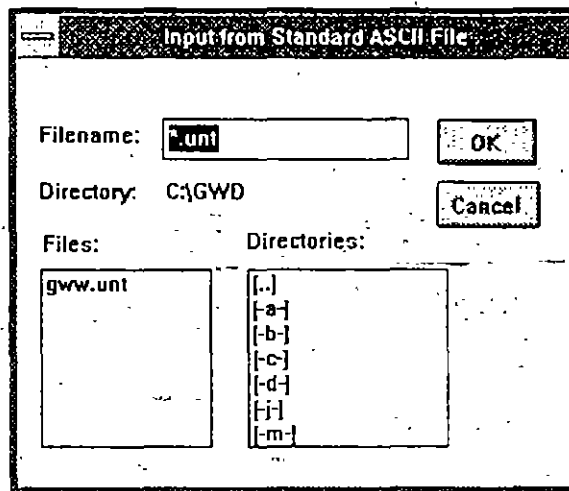 Input from Standard ASCII File
Filename: *.unt OK
Directory: C:\GWD Cancel
Files: Directories:
gww.unt [..]
[-a-]
[-b-]
[-c-]
[-d-]
[-j-]
[-m-]